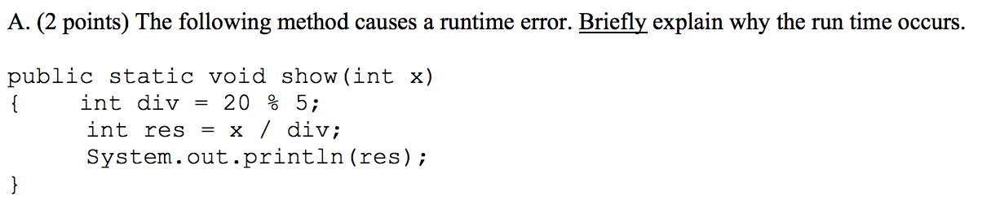 A. (2 points) The following method causes a runtime error. Briefly explain why the run time occurs.
public static void show(int x)
{ int div = 20 % 5;
int res = x / div;
System.out.println(res);
}